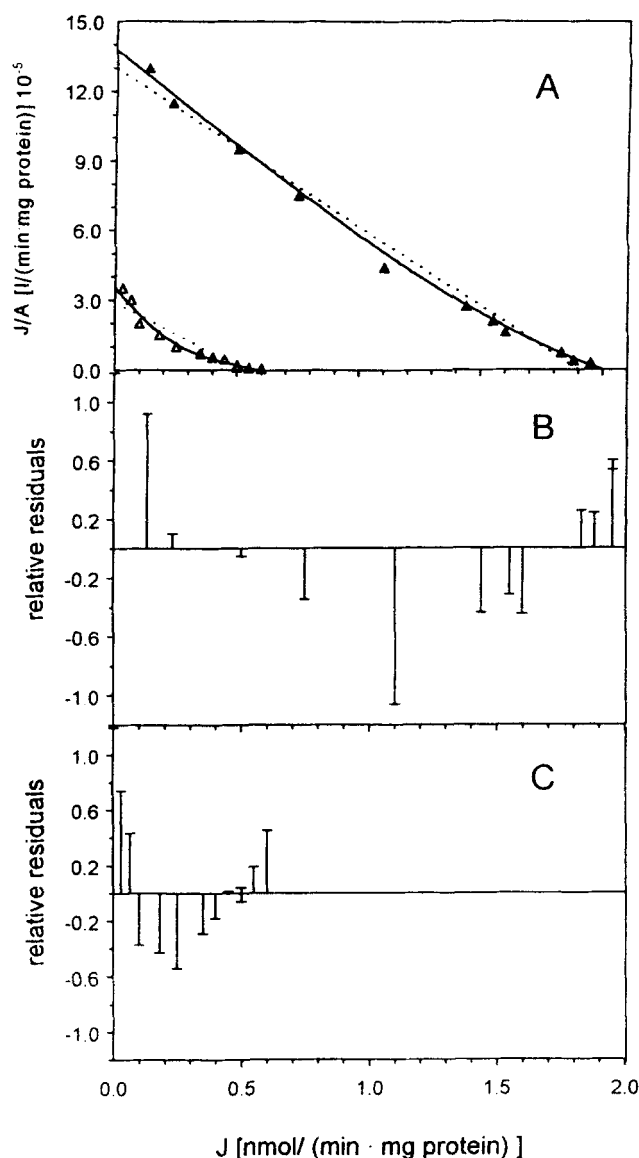 15.0
12.0
9.0
6.0
3.0
0.0
J/A [l/(min·mg protein)] 10⁻⁵
A
1.0
0.6
0.2
-0.2
-0.6
-1.0
relative residuals
B
1.0
0.6
0.2
-0.2
-0.6
-1.0
relative residuals
C
0.0 0.5 1.0 1.5 2.0
J [nmol/ (min · mg protein) ]